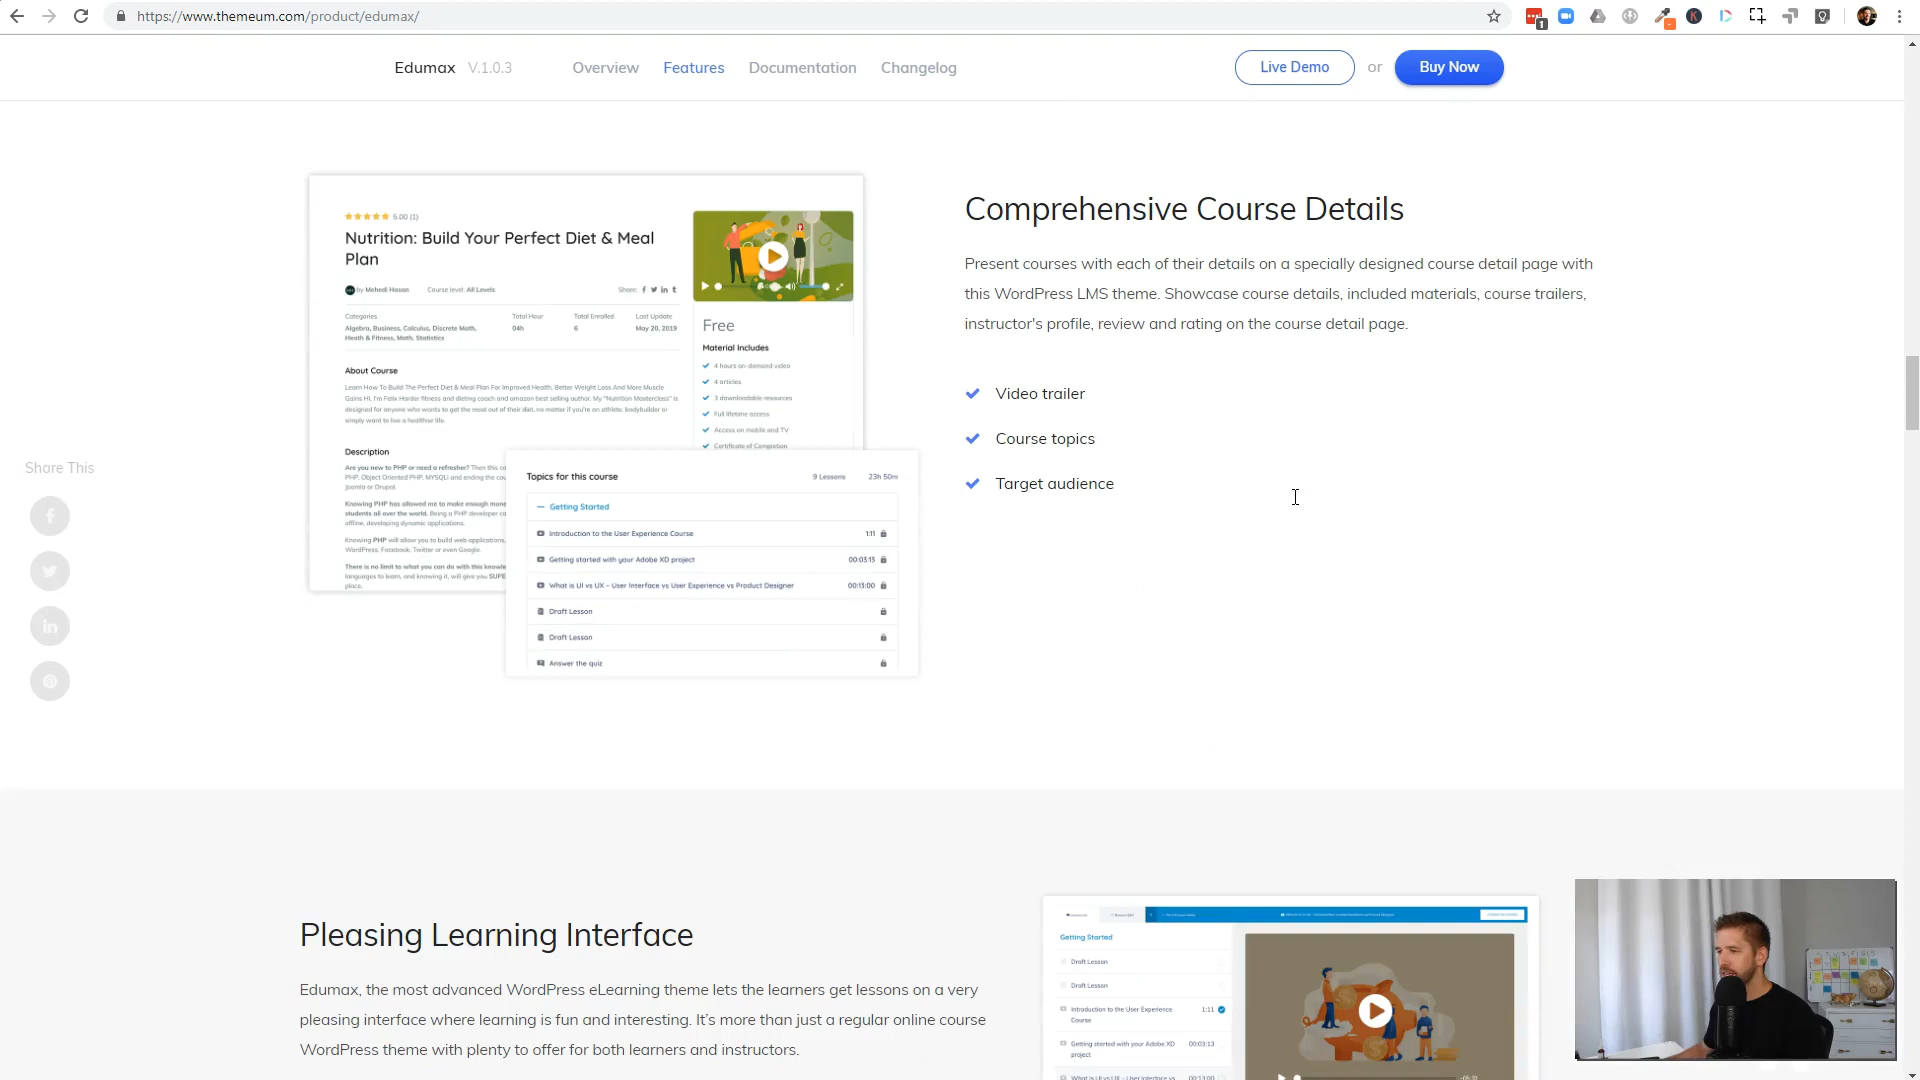 https://www.themeum.com/product/edumax/
1
Edumax V.1.0.3
Overview
Features
Documentation
Changelog
Live Demo
or
Buy Now
5.00 (1)
Nutrition: Build Your Perfect Diet & Meal
Plan
by Mehedi Hasan
Course level: All Levels
Share:
Categories
Algebra, Business, Calculus, Discrete Math,
Heath & Fitness, Math, Statistics
Total Hour
04h
Total Enrolled
6
Last Update
May 20, 2019
About Course
Learn How To Build The Perfect Diet & Meal Plan For Improved Health, Better Weight Loss And More Muscle
Gains Hi, I'm Felix Harder fitness and dieting coach and amazon best selling author. My "Nutrition Masterclass" is
designed for anyone who wants to get the most out of their diet, no matter if you're an athlete, bodybuilder or
simply want to live a healthier life.
Description
Are you new to PHP or need a refresher? Then this co
PHP, Object Oriented PHP, MYSQLi and ending the cou
Joomla or Drupal.
Knowing PHP has allowed me to make enough mone
students all over the world. Being a PHP developer ca
offline, developing dynamic applications.
Knowing PHP will allow you to build web applications,
WordPress, Facebook, Twitter or even Google.
There is no limit to what you can do with this knowle
languages to learn, and knowing it, will give you SUPE
place.
Free
Material Includes
4 hours on-demand video
4 articles
3 downloadable resources
Full lifetime access
Access on mobile and TV
Certificate of Completion
Topics for this course
9 Lessons
23h 50m
Getting Started
Introduction to the User Experience Course 1:11
Getting started with your Adobe XD project 00:03:13
What is UI vs UX - User Interface vs User Experience vs Product Designer 00:13:00
Draft Lesson
Draft Lesson
Answer the quiz
Comprehensive Course Details
Present courses with each of their details on a specially designed course detail page with
this WordPress LMS theme. Showcase course details, included materials, course trailers,
instructor's profile, review and rating on the course detail page.
Video trailer
Course topics
Target audience
Share This
Pleasing Learning Interface
Edumax, the most advanced WordPress eLearning theme lets the learners get lessons on a very
pleasing interface where learning is fun and interesting. It's more than just a regular online course
WordPress theme with plenty to offer for both learners and instructors.
Getting Started
Draft Lesson
Draft Lesson
Introduction to the User Experience 1:11
Course
Getting started with your Adobe XD 00:03:13
project
What is UI vs UX - User Interface vs 00:13:00